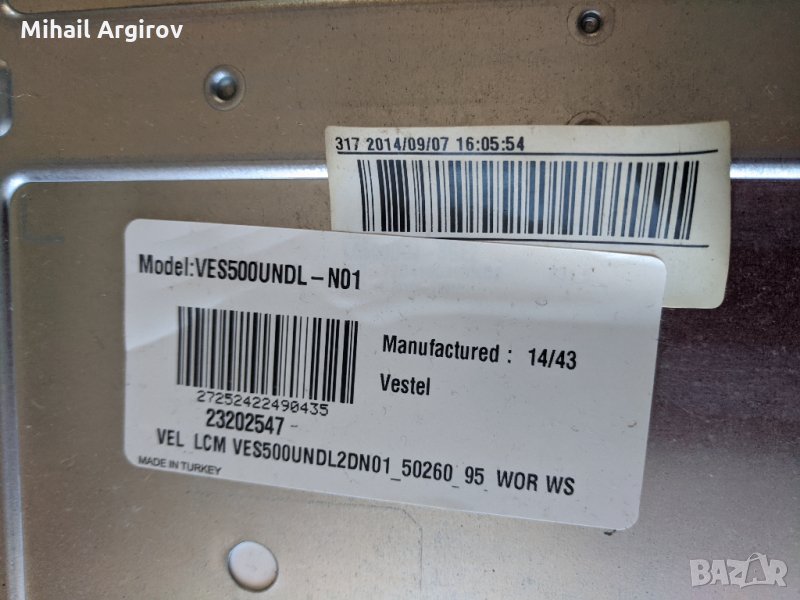 Mihail Argirov
317 2014/09/07 16:05:54
Model:VES500UNDL-N01
Manufactured : 14/43
Vestel
27252422490435
23202547-
VEL LCM VES500UNDL2DN01_50260_95 WOR WS
MADE IN TURKEY
BAZAR